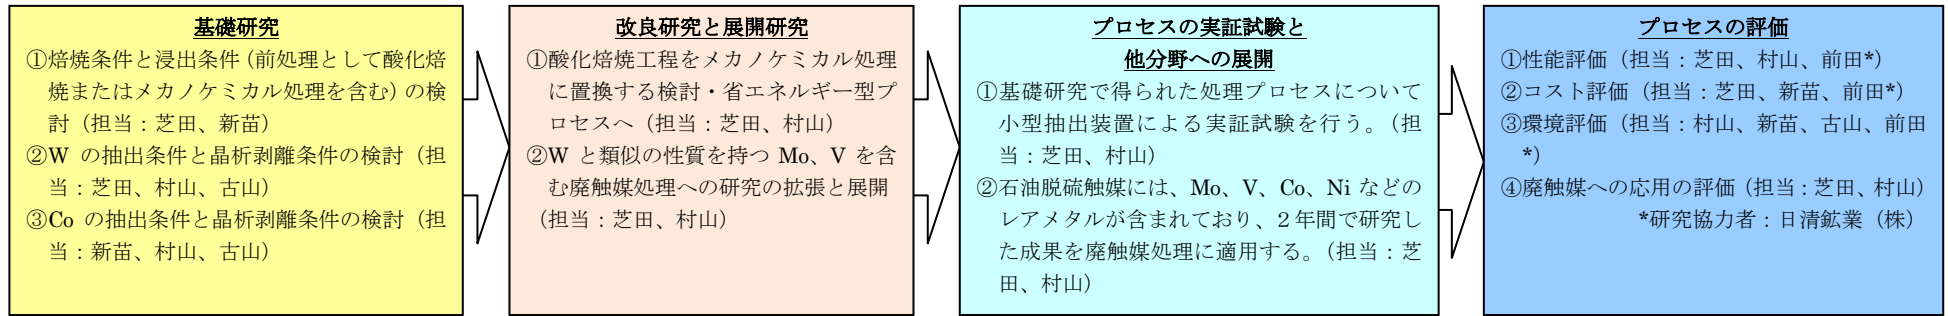 基礎研究
①焙焼条件と浸出条件（前処理として酸化焙
焼またはメカノケミカル処理を含む）の検
討（担当：芝田、新苗）
②W の抽出条件と晶析剥離条件の検討（担
当：芝田、村山、古山）
③Co の抽出条件と晶析剥離条件の検討（担
当：新苗、村山、古山）
改良研究と展開研究
①酸化焙焼工程をメカノケミカル処理
に置換する検討・省エネルギー型プ
ロセスへ（担当：芝田、村山）
②W と類似の性質を持つ Mo、V を含
む廃触媒処理への研究の拡張と展開
（担当：芝田、村山）
プロセスの実証試験と
他分野への展開
①基礎研究で得られた処理プロセスについて
小型抽出装置による実証試験を行う。（担
当：芝田、村山）
②石油脱硫触媒には、Mo、V、Co、Ni などの
レアメタルが含まれており、２年間で研究し
た成果を廃触媒処理に適用する。（担当：芝
田、村山）
プロセスの評価
①性能評価（担当：芝田、村山、前田*）
②コスト評価（担当：芝田、新苗、前田*）
③環境評価（担当：村山、新苗、古山、前田
*）
④廃触媒への応用の評価（担当：芝田、村山）
*研究協力者：日清鉱業（株）